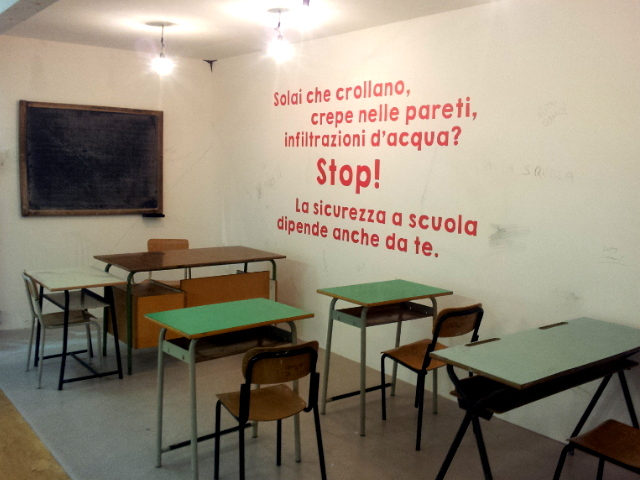 Solai che crollano,
crepe nelle pareti,
infiltrazioni d'acqua?
Stop!
La sicurezza a scuola
dipende anche da te.